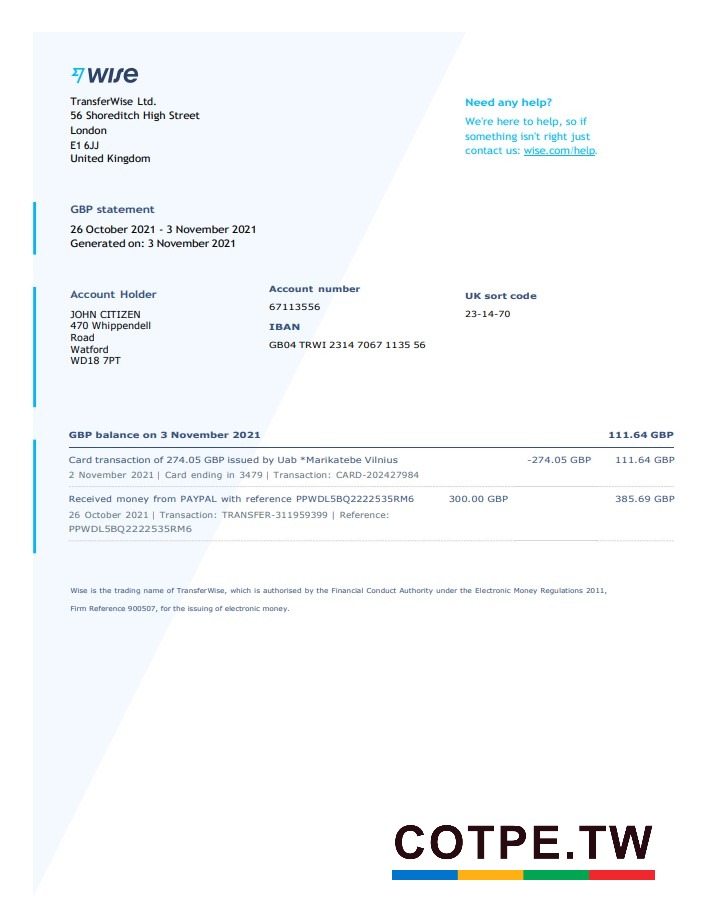 wise
TransferWise Ltd.
56 Shoreditch High Street
London
E1 6JJ
United Kingdom
Need any help?
We're here to help, so if
something isn't right just
contact us: wise.com/help.
GBP statement
26 October 2021 - 3 November 2021
Generated on: 3 November 2021
Account Holder
JOHN CITIZEN
470 Whippendell
Road
Watford
WD18 7PT
Account number
67113556
IBAN
GB04 TRWI 2314 7067 1135 56
UK sort code
23-14-70
GBP balance on 3 November 2021 111.64 GBP
Card transaction of 274.05 GBP issued by Uab *Marikatebe Vilnius -274.05 GBP 111.64 GBP
2 November 2021 | Card ending in 3479 | Transaction: CARD-202427984
Received money from PAYPAL with reference PPWDL5BQ2222535RM6 300.00 GBP 385.69 GBP
26 October 2021 | Transaction: TRANSFER-311959399 | Reference:
PPWDL5BQ2222535RM6
Wise is the trading name of TransferWise, which is authorised by the Financial Conduct Authority under the Electronic Money Regulations 2011,
Firm Reference 900507, for the issuing of electronic money.
COTPE.TW